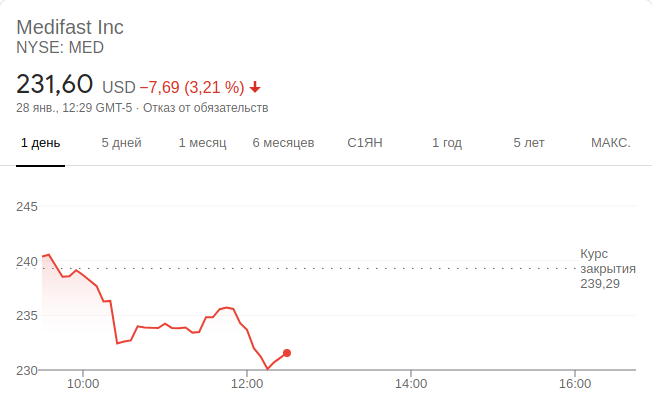 Medifast Inc
NYSE: MED
231,60 USD −7,69 (3,21 %)
28 янв., 12:29 GMT-5 · Отказ от обязательств
1 день 5 дней 1 месяц 6 месяцев С1ЯН 1 год 5 лет МАКС.
245
240
235
230
Курс
закрытия
239,29
10:00 12:00 14:00 16:00